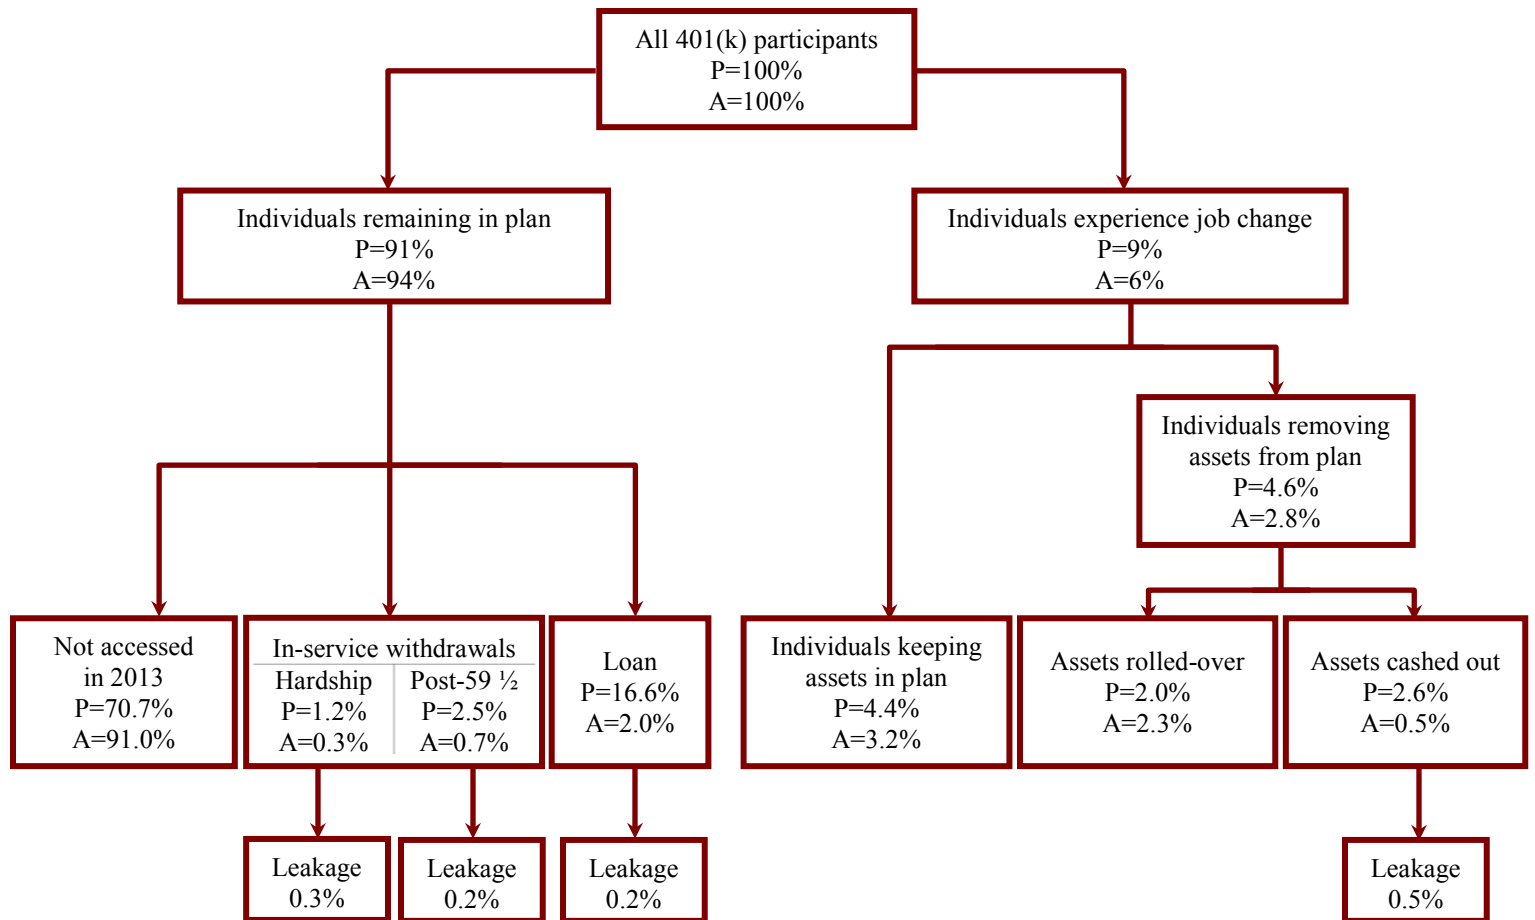 All 401(k) participants
P=100%
A=100%
Individuals remaining in plan
P=91%
A=94%
Individuals experience job change
P=9%
A=6%
Individuals removing
assets from plan
P=4.6%
A=2.8%
Not accessed
in 2013
P=70.7%
A=91.0%
In-service withdrawals
Hardship
P=1.2%
A=0.3%
Post-59 ½
P=2.5%
A=0.7%
Loan
P=16.6%
A=2.0%
Individuals keeping
assets in plan
P=4.4%
A=3.2%
Assets rolled-over
P=2.0%
A=2.3%
Assets cashed out
P=2.6%
A=0.5%
Leakage
0.3%
Leakage
0.2%
Leakage
0.2%
Leakage
0.5%